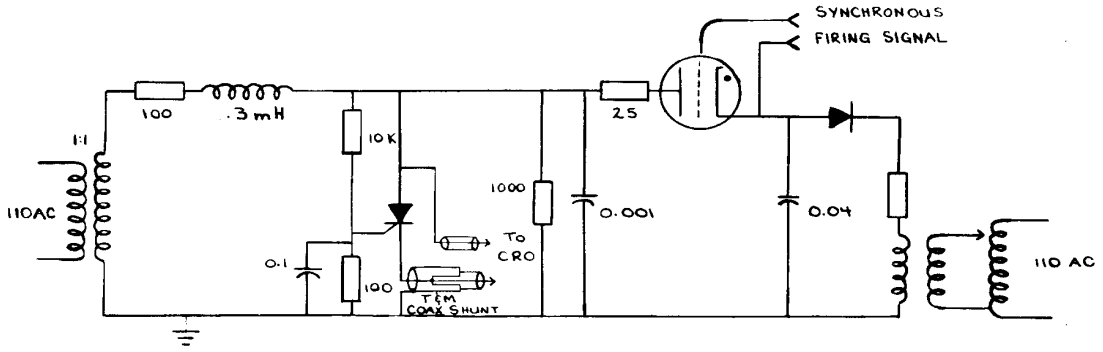 SYNCHRONOUS
FIRING SIGNAL
100
.3mH
25
1:1
10K
110AC
1000
0.001
0.04
TO
CRO
0.1
100
T&M
COAX SHUNT
110 AC